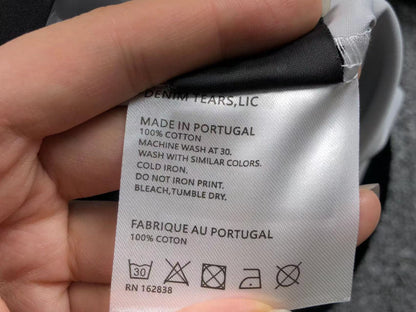 DENIM TEARS,LIC
MADE IN PORTUGAL
100% COTTON
MACHINE WASH AT 30.
WASH WITH SIMILAR COLORS.
COLD IRON.
DO NOT IRON PRINT.
BLEACH,TUMBLE DRY.
FABRIQUE AU PORTUGAL
100% COTON
30
RN 162838